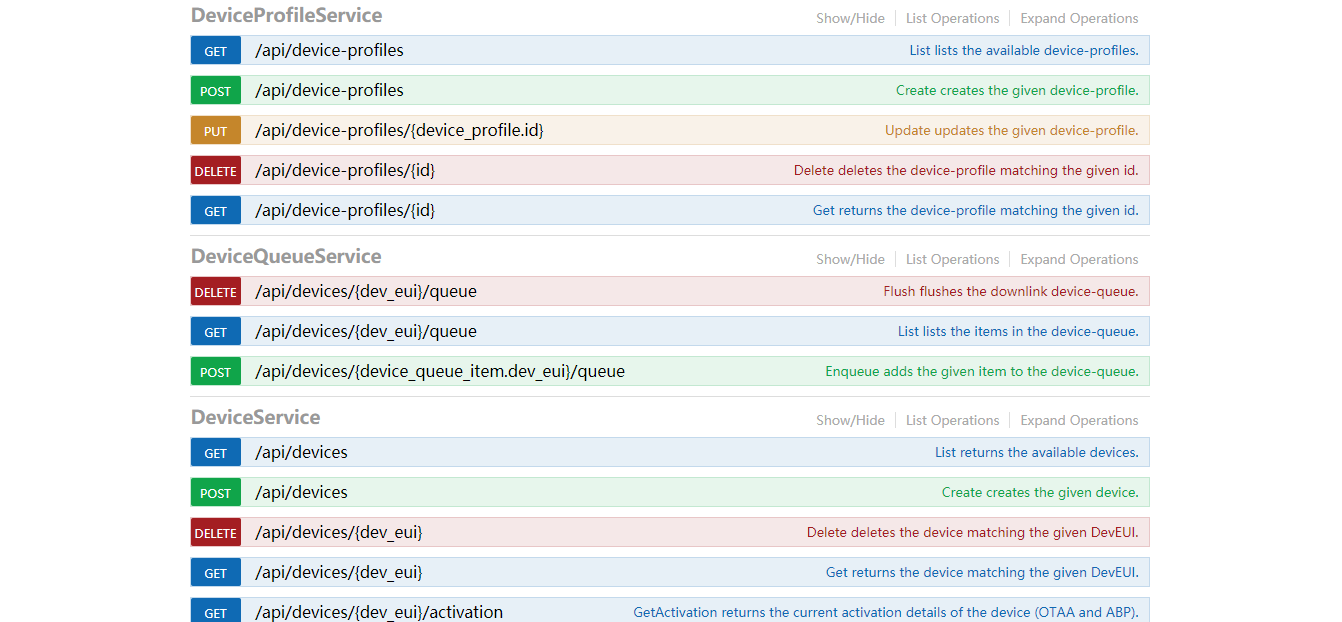 DeviceProfileService Show/Hide List Operations Expand Operations
GET /api/device-profiles List lists the available device-profiles.
POST /api/device-profiles Create creates the given device-profile.
PUT /api/device-profiles/{device_profile.id} Update updates the given device-profile.
DELETE /api/device-profiles/{id} Delete deletes the device-profile matching the given id.
GET /api/device-profiles/{id} Get returns the device-profile matching the given id.
DeviceQueueService Show/Hide List Operations Expand Operations
DELETE /api/devices/{dev_eui}/queue Flush flushes the downlink device-queue.
GET /api/devices/{dev_eui}/queue List lists the items in the device-queue.
POST /api/devices/{device_queue_item.dev_eui}/queue Enqueue adds the given item to the device-queue.
DeviceService Show/Hide List Operations Expand Operations
GET /api/devices List returns the available devices.
POST /api/devices Create creates the given device.
DELETE /api/devices/{dev_eui} Delete deletes the device matching the given DevEUI.
GET /api/devices/{dev_eui} Get returns the device matching the given DevEUI.
GET /api/devices/{dev_eui}/activation GetActivation returns the current activation details of the device (OTAA and ABP).